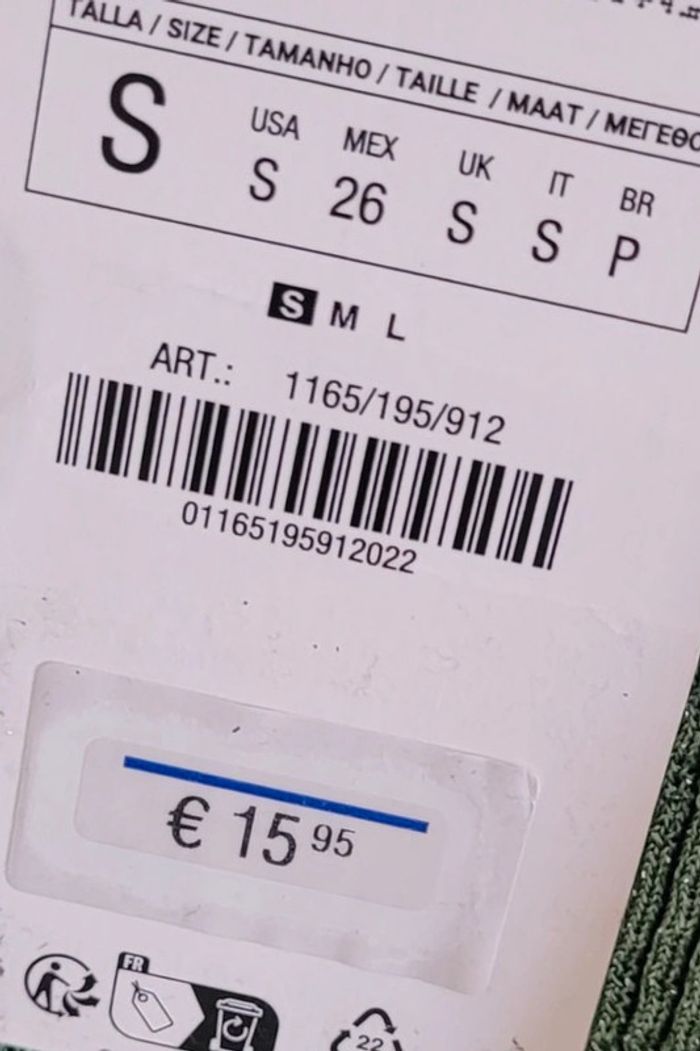 TALLA / SIZE / TAMANHO / TAILLE / MAAT / ΜΕΓΕΘΟ
S
USA MEX UK IT BR
S 26 S S P
S M L
ART.: 1165/195/912
01165195912022
€ 15 95
FR
22